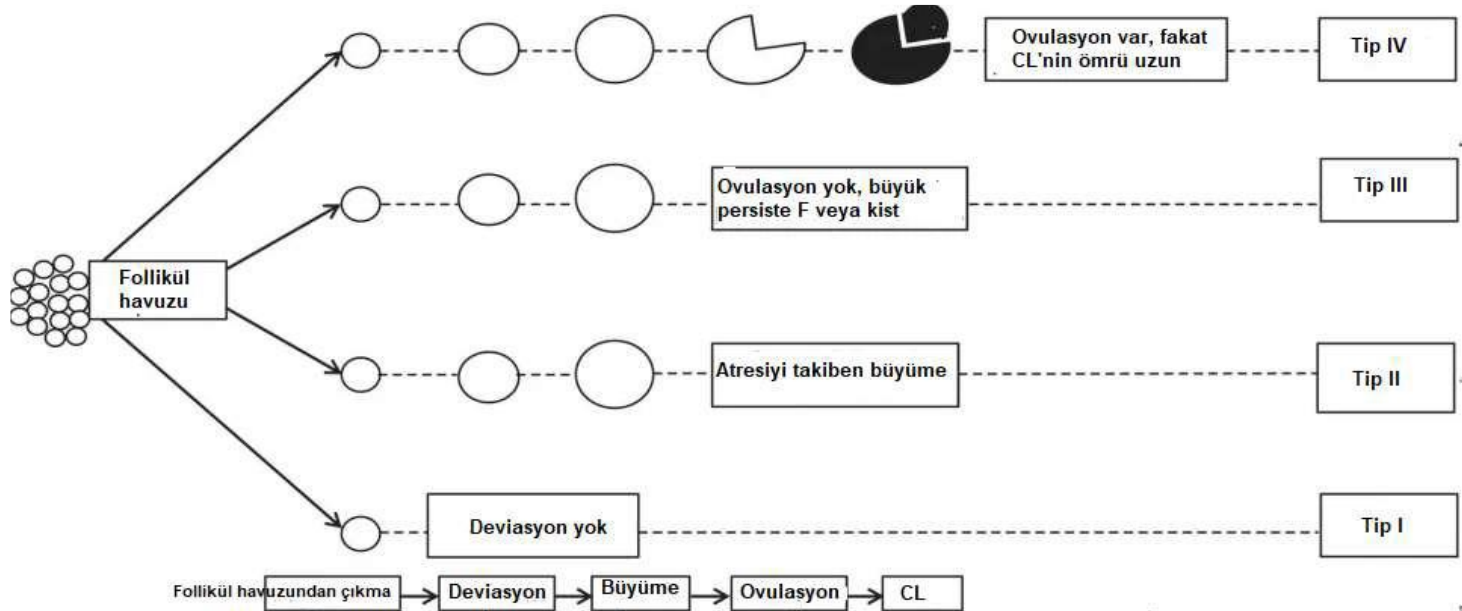 Ovulasyon var, fakat
CL'nin ömrü uzun
Tip IV
Ovulasyon yok, büyük
persiste F veya kist
Tip III
Follikül
havuzu
Atresiyi takiben büyüme
Tip II
Deviasyon yok
Tip I
Follikül havuzundan çıkma
Deviasyon
Büyüme
Ovulasyon
CL